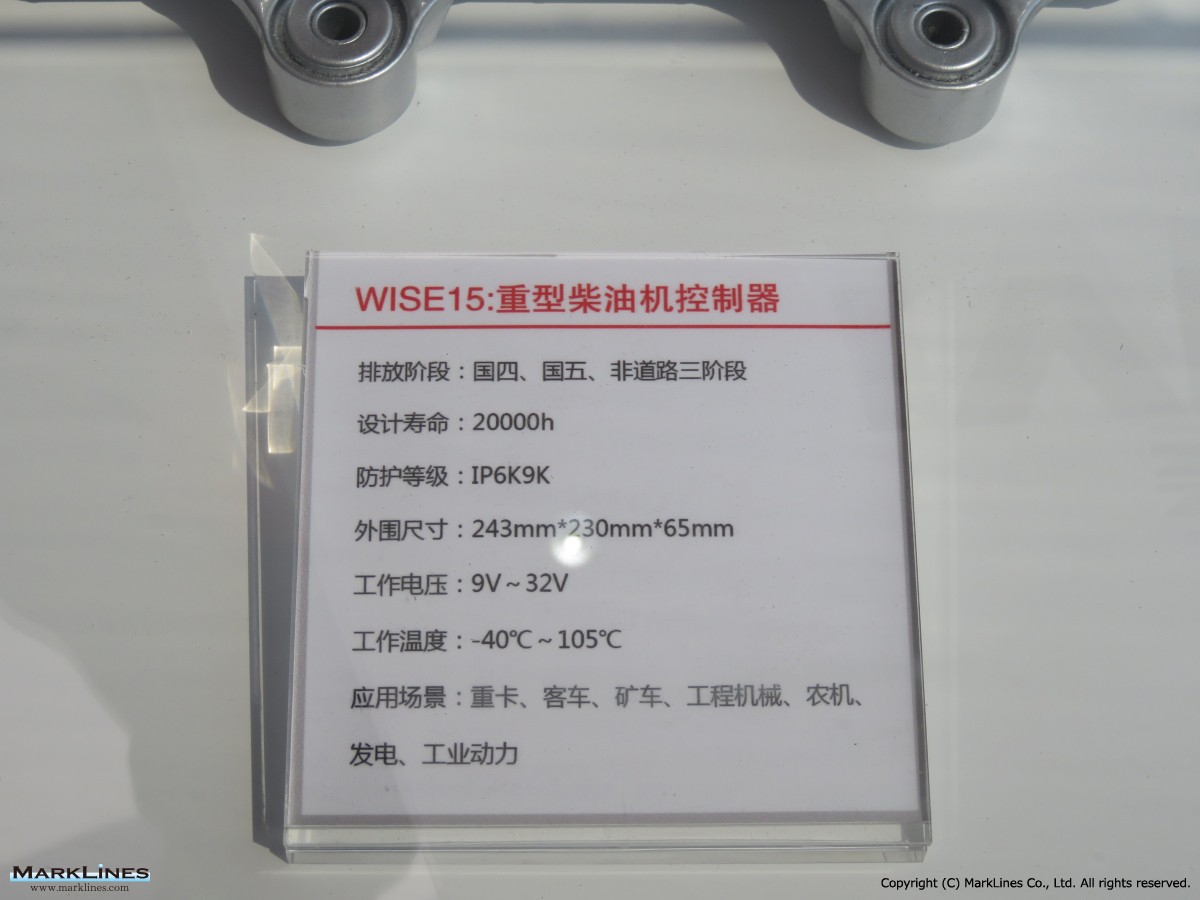 WISE15:重型柴油机控制器
排放阶段：国四、国五、非道路三阶段
设计寿命：20000h
防护等级：IP6K9K
外围尺寸：243mm*230mm*65mm
工作电压：9V～32V
工作温度：-40℃～105℃
应用场景：重卡、客车、矿车、工程机械、农机、
发电、工业动力
MARKLINES
www.marklines.com
Copyright (C) MarkLines Co., Ltd. All rights reserved.